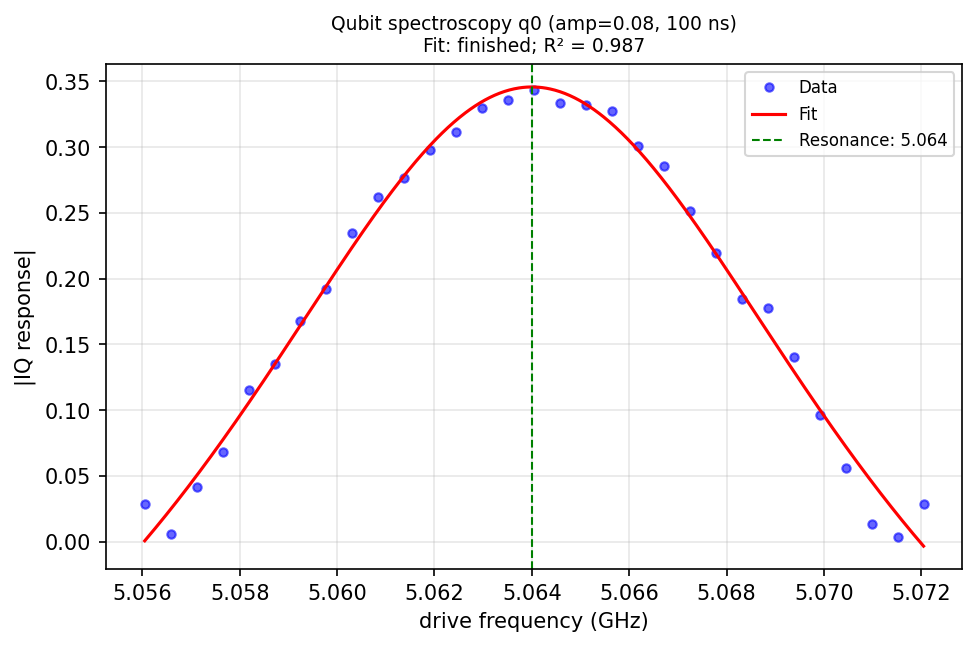 Qubit spectroscopy q0 (amp=0.08, 100 ns)
Fit: finished; R² = 0.987
Data
Fit
Resonance: 5.064
|IQ response|
0.35
0.30
0.25
0.20
0.15
0.10
0.05
0.00
5.056 5.058 5.060 5.062 5.064 5.066 5.068 5.070 5.072
drive frequency (GHz)